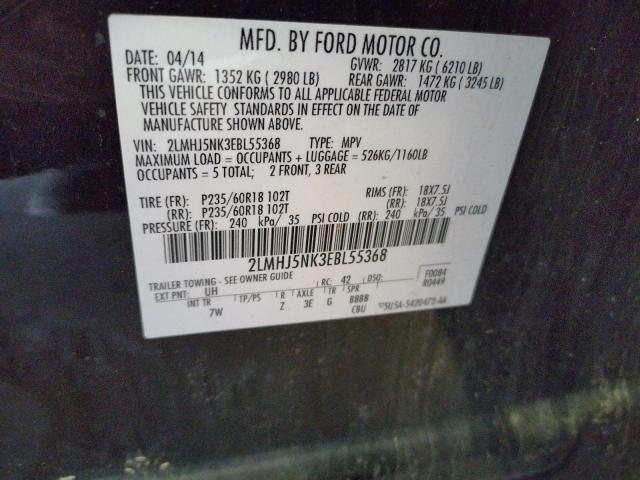 MFD. BY FORD MOTOR CO.
DATE: 04/14 GVWR: 2817 KG ( 6210 LB)
FRONT GAWR: 1352 KG ( 2980 LB) REAR GAWR: 1472 KG ( 3245 LB)
THIS VEHICLE CONFORMS TO ALL APPLICABLE FEDERAL MOTOR
VEHICLE SAFETY STANDARDS IN EFFECT ON THE DATE OF
MANUFACTURE SHOWN ABOVE.
VIN: 2LMHJ5NK3EBL55368 TYPE: MPV
MAXIMUM LOAD = OCCUPANTS + LUGGAGE = 526KG/1160LB
OCCUPANTS = 5 TOTAL; 2 FRONT, 3 REAR
TIRE (FR): P235/60R18 102T RIMS (FR): 18X7.5J
(RR): P235/60R18 102T (RR): 18X7.5J
PRESSURE (FR): 240 kPa/ 35 PSI COLD (RR): 240 kPa/ 35 PSI COLD
2LMHJ5NK3EBL55368
TRAILER TOWING - SEE OWNER GUIDE
EXT PNT: UH RC: 42 DSO: F0084
R0449
INT TR TP/PS R AXLE TR SPR
7W Z 3E G BBBB
CBU